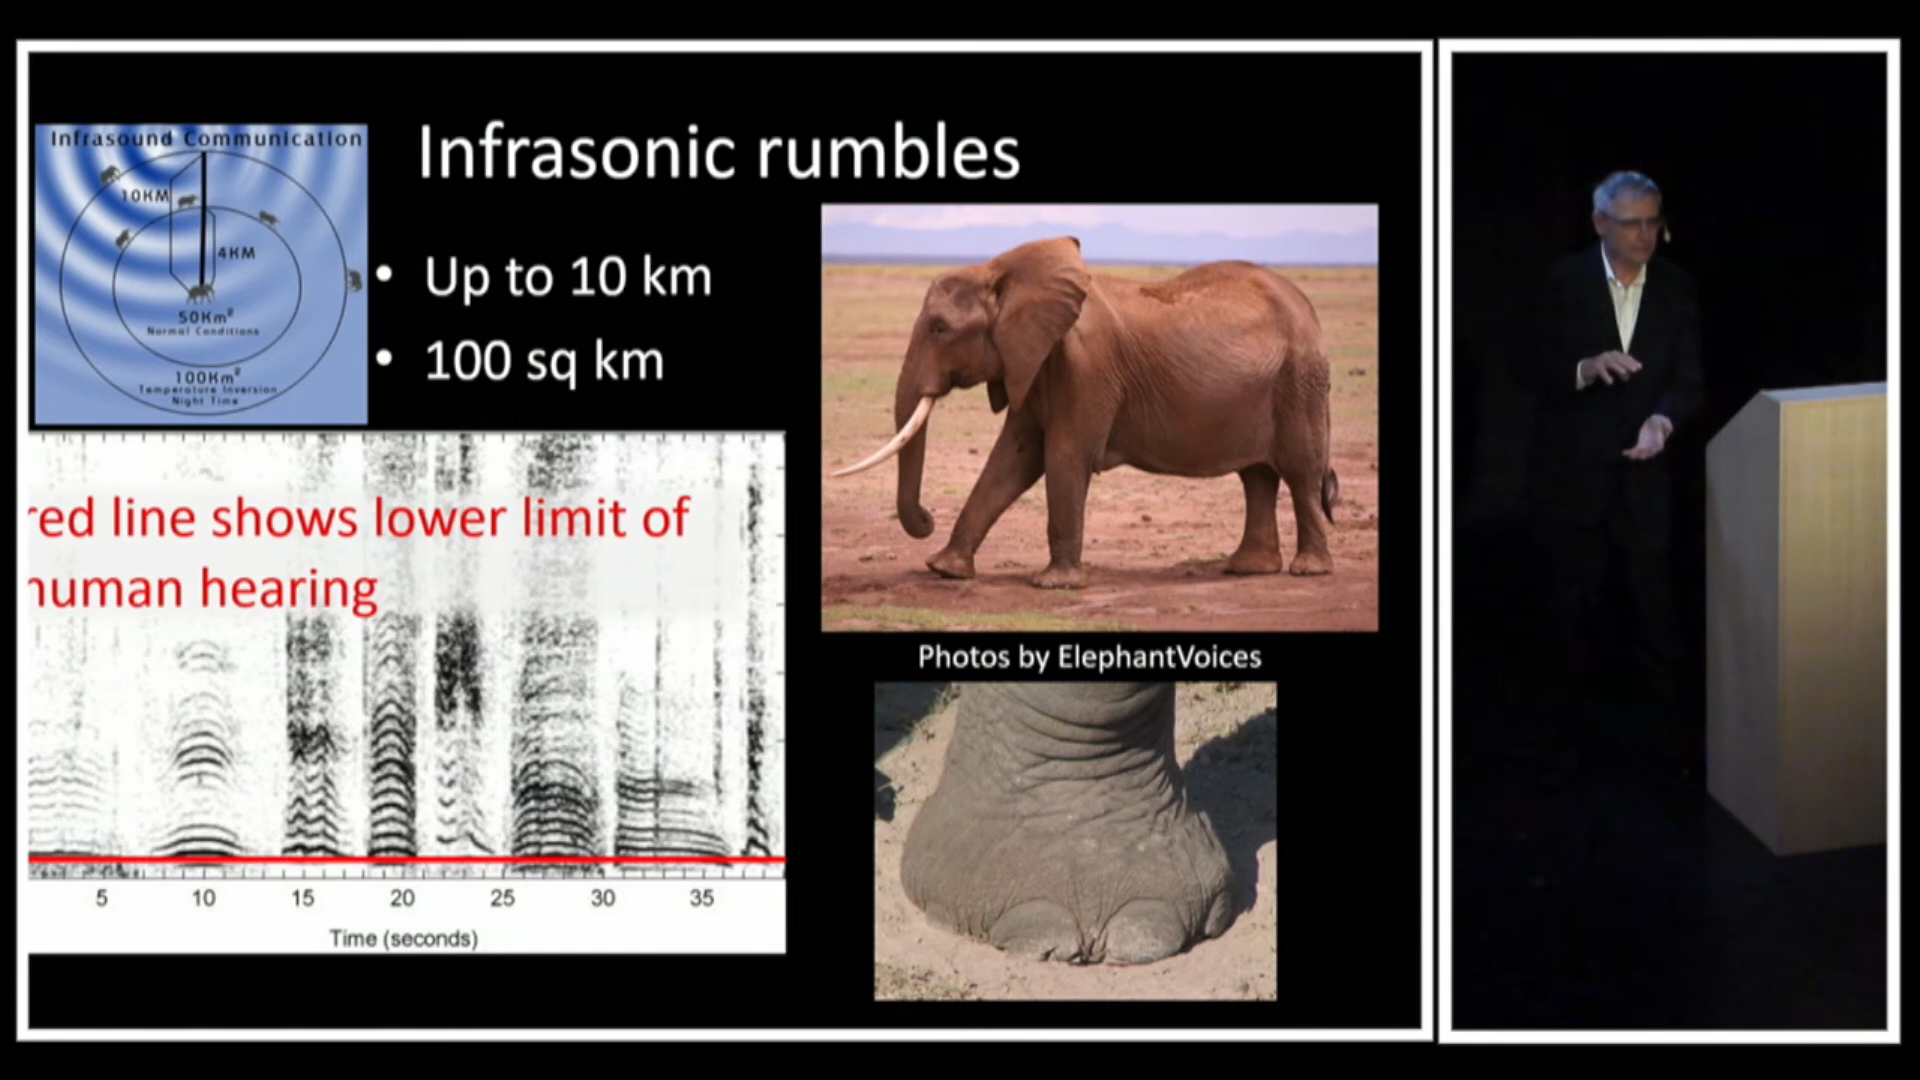 Infrasound Communication
10KM
4KM
50Km²
Normal Conditions
100Km²
Temperature Inversion
Night Time
Infrasonic rumbles
• Up to 10 km
• 100 sq km
red line shows lower limit of
human hearing
5 10 15 20 25 30 35
Time (seconds)
Photos by ElephantVoices